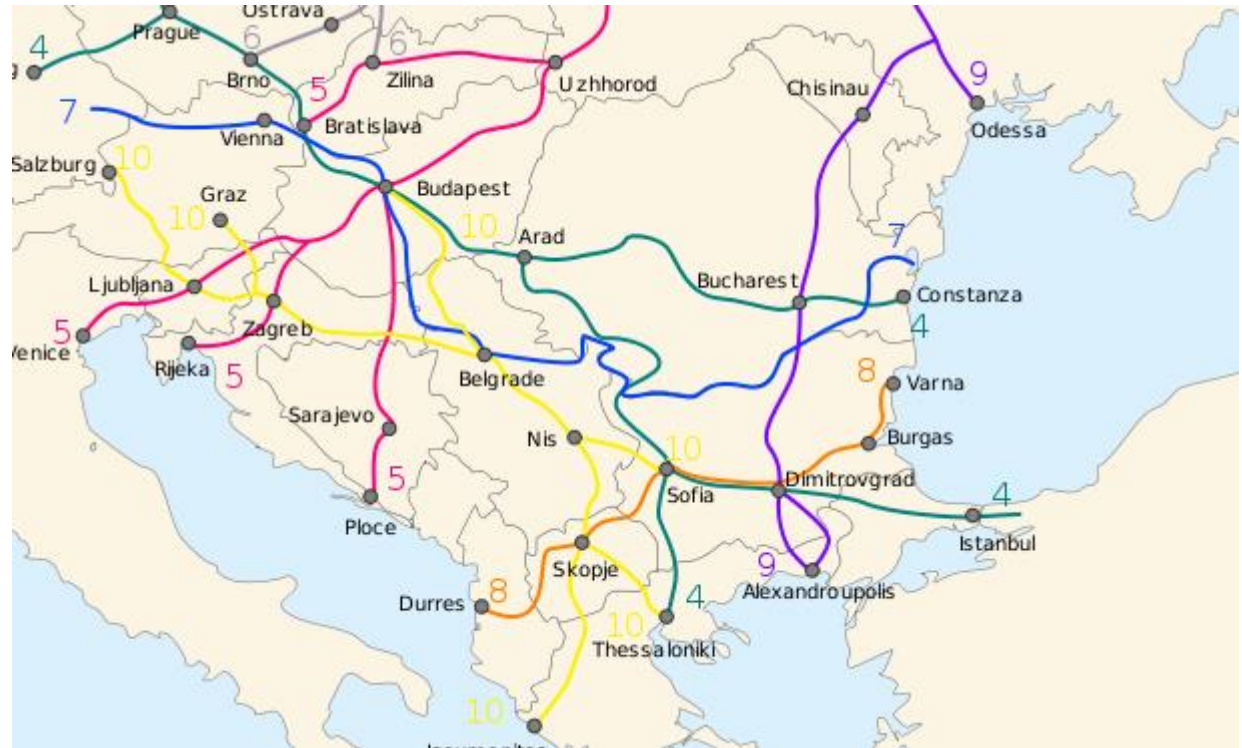 Ostrava
Prague
4
6
6
Brno
5
Zilina
Uzhhorod
9
Chisinau
Odessa
7
Vienna
Bratislava
Salzburg
10
Graz
10
Budapest
10
Arad
7
Ljubljana
Bucharest
Constanza
4
5
Zagreb
Venice
Rijeka
5
Belgrade
8
Varna
Sarajevo
Nis
10
Burgas
5
Sofia
Dimitrovgrad
4
Ploce
Istanbul
Skopje
9
Durres
8
4
Alexandroupolis
10
Thessaloniki
10